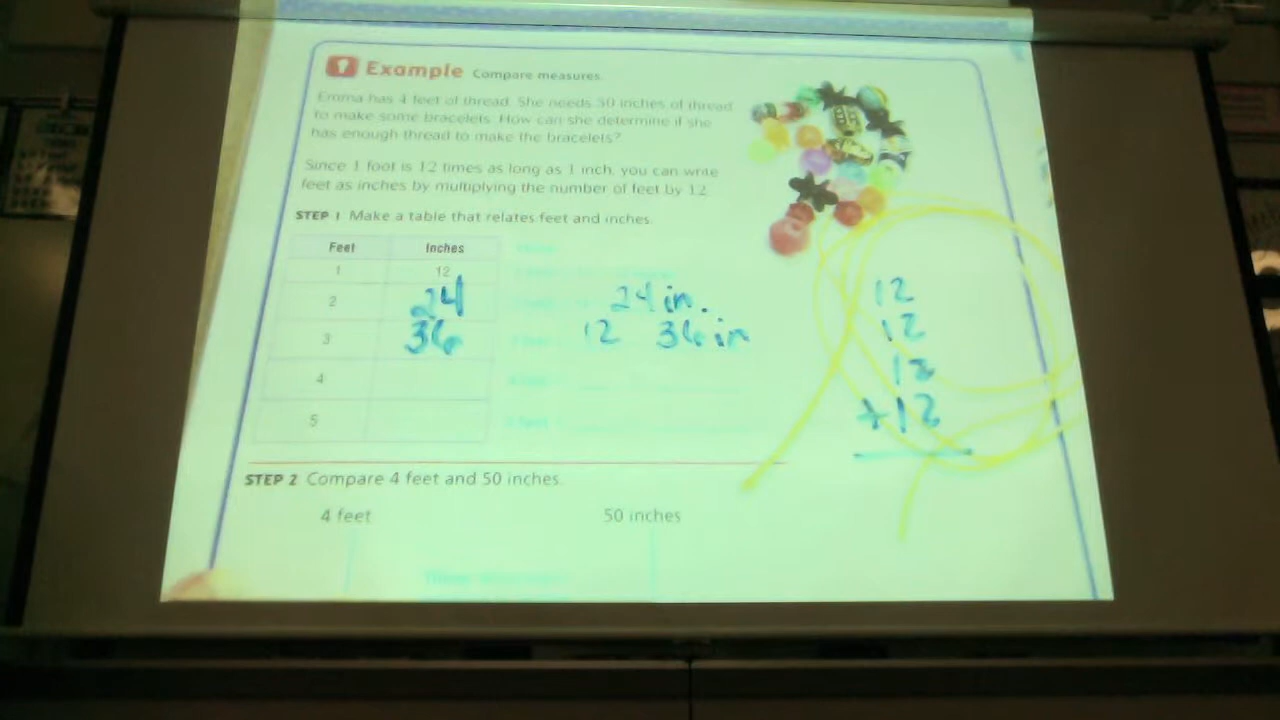 Example Compare measures.
Emma has 4 feet of thread. She needs 50 inches of thread
to make some bracelets. How can she determine if she
has enough thread to make the bracelets?
Since 1 foot is 12 times as long as 1 inch, you can write
feet as inches by multiplying the number of feet by 12.
STEP 1 Make a table that relates feet and inches.
Feet Inches
1 12
2 24 24 in.
3 36 12 36 in
4
5
12
12
12
+12
STEP 2 Compare 4 feet and 50 inches.
4 feet 50 inches